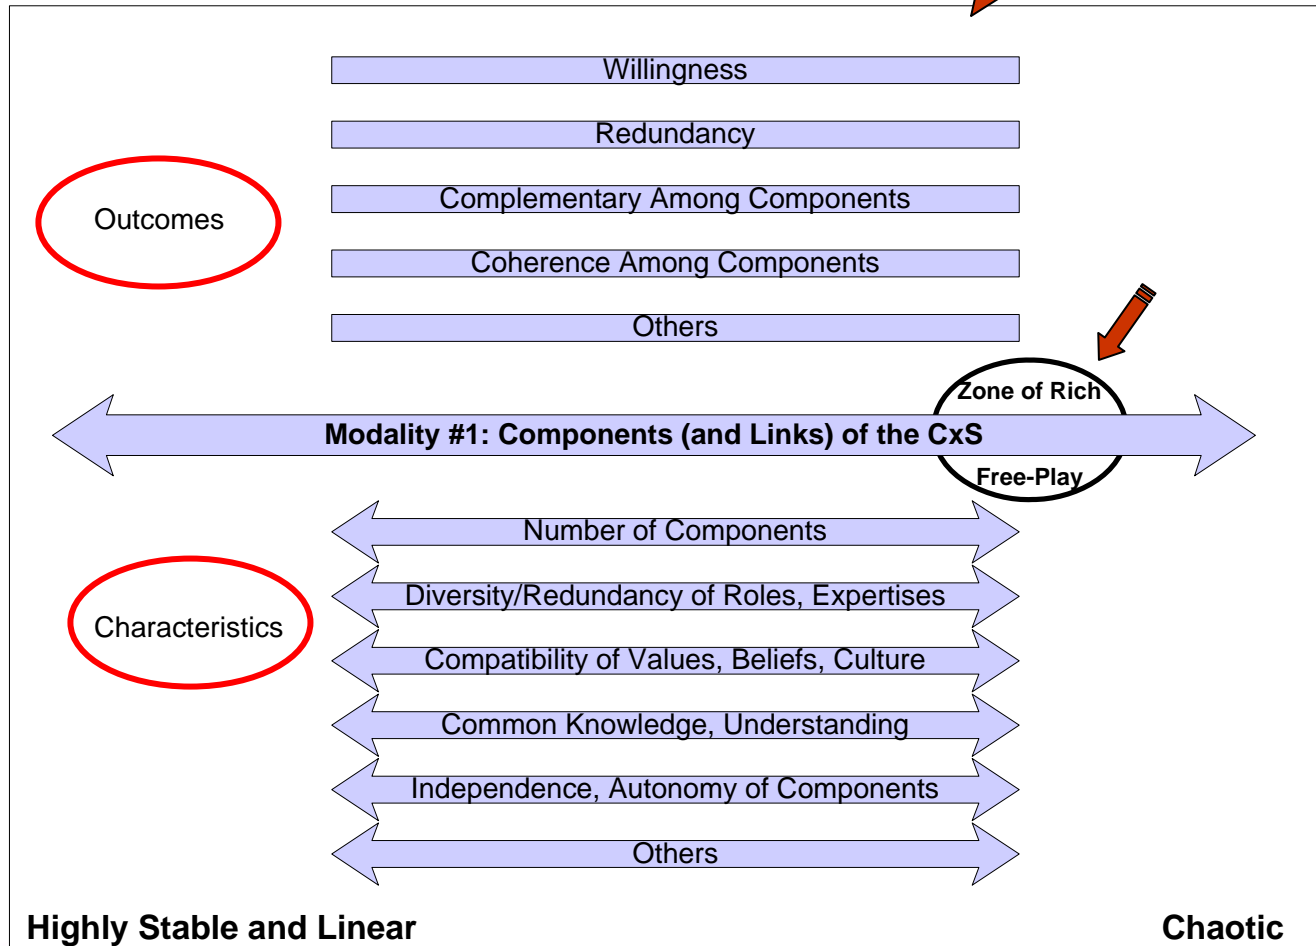 Willingness
Redundancy
Complementary Among Components
Outcomes
Coherence Among Components
Others
Zone of Rich
Modality #1: Components (and Links) of the CxS
Free-Play
Number of Components
Diversity/Redundancy of Roles, Expertises
Characteristics
Compatibility of Values, Beliefs, Culture
Common Knowledge, Understanding
Independence, Autonomy of Components
Others
Highly Stable and Linear
Chaotic